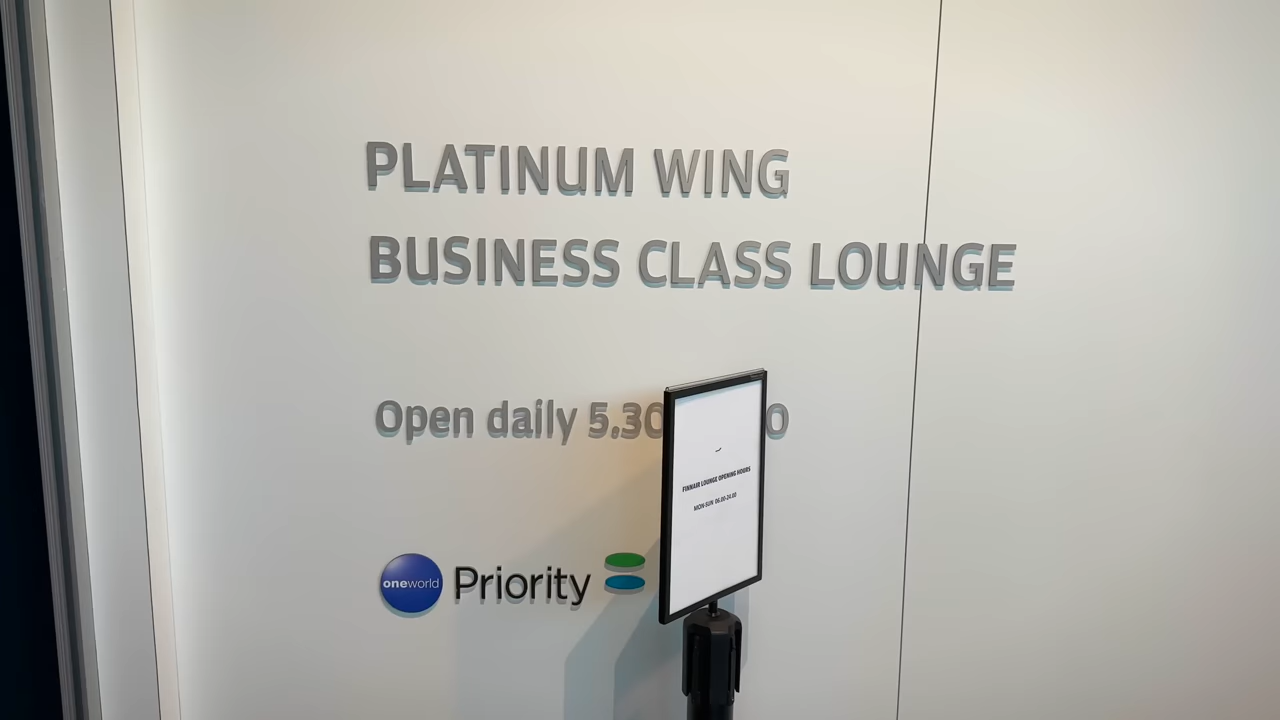 PLATINUM WING
BUSINESS CLASS LOUNGE
Open daily 5.30 0
FINNAIR LOUNGE OPENING HOURS
MON-SUN 06.00-24.00
oneworld Priority